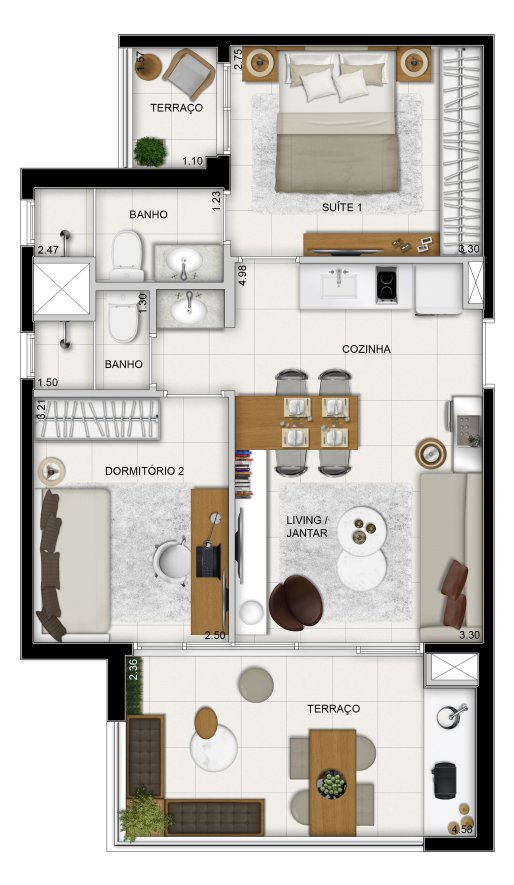 1.57
TERRAÇO
1.10
2.75
SUÍTE 1
3.30
BANHO
1.23
2.47
4.98
COZINHA
1.30
BANHO
1.50
3.21
DORMITÓRIO 2
2.50
LIVING /
JANTAR
3.30
2.36
TERRAÇO
4.56